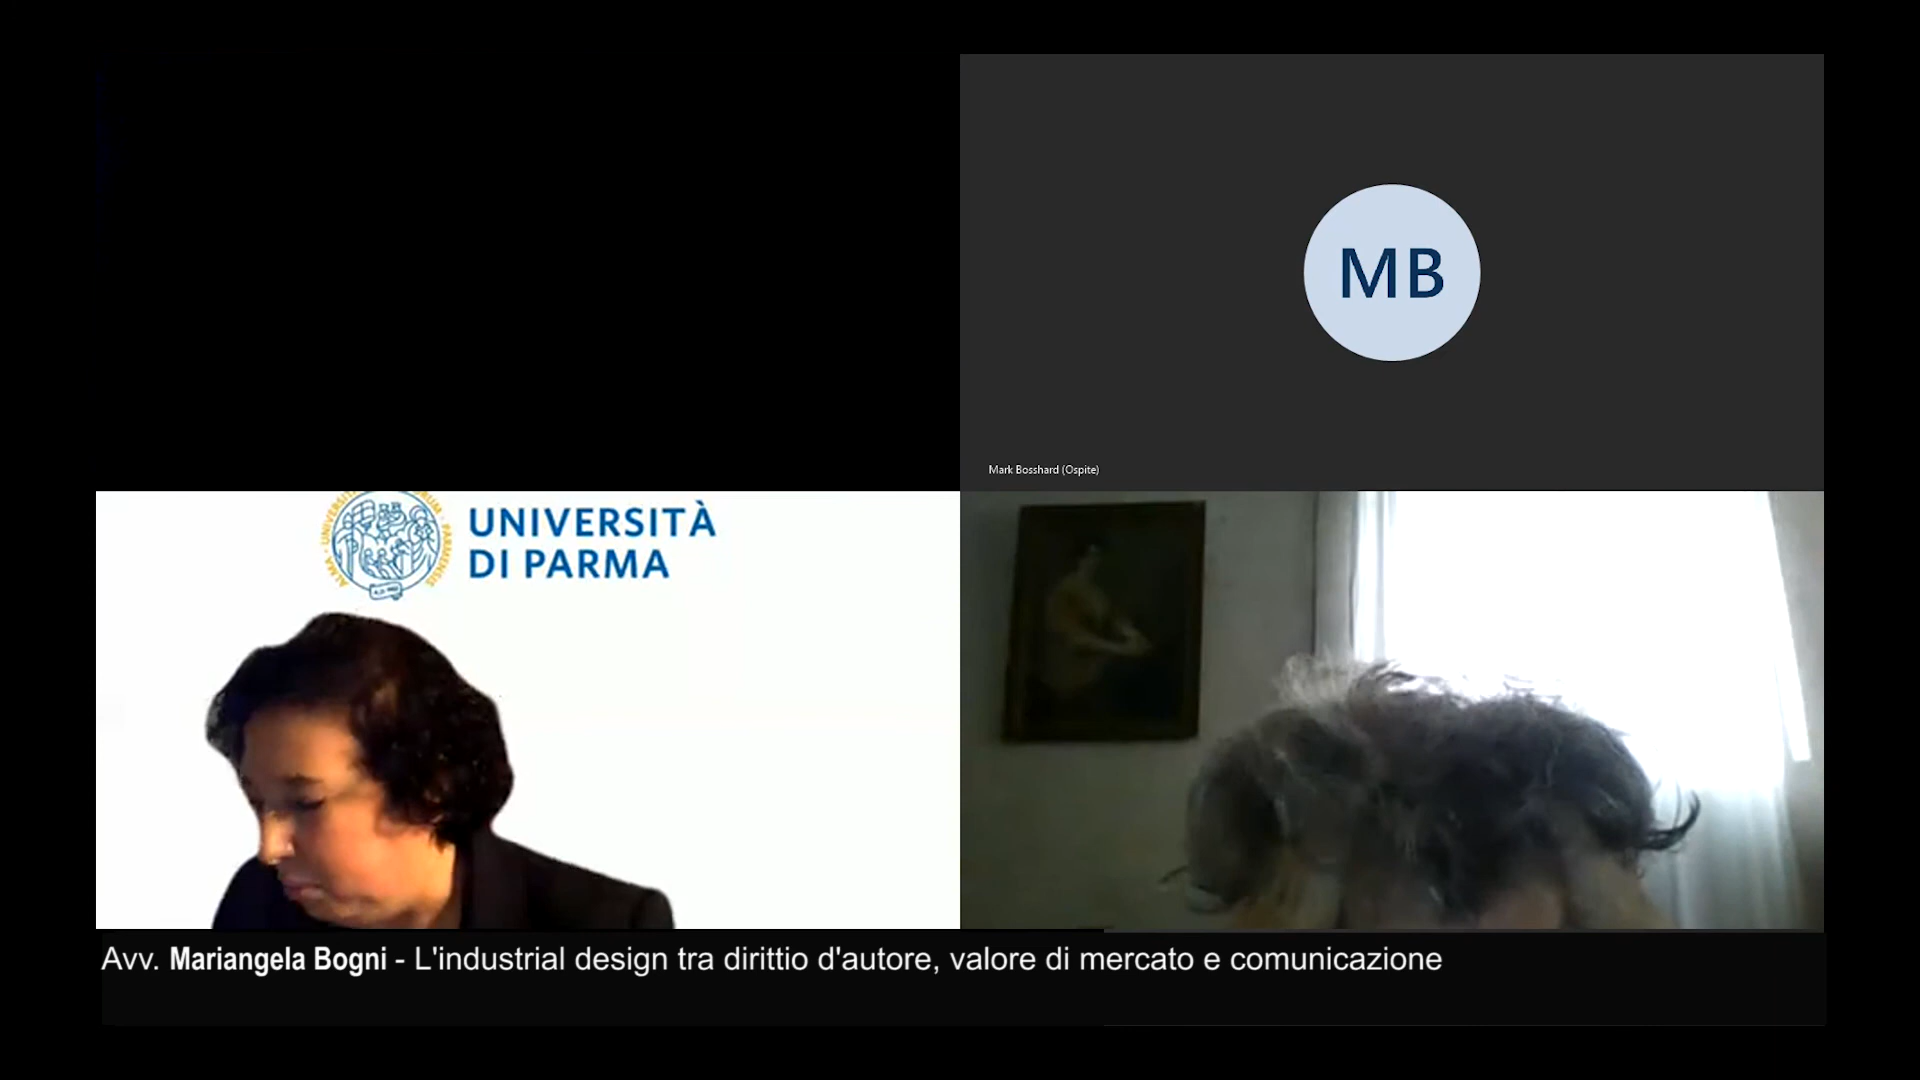 MB
Mark Bosshard (Ospite)
UNIVERSITÀ
DI PARMA
Avv. Mariangela Bogni - L'industrial design tra dirittio d'autore, valore di mercato e comunicazione